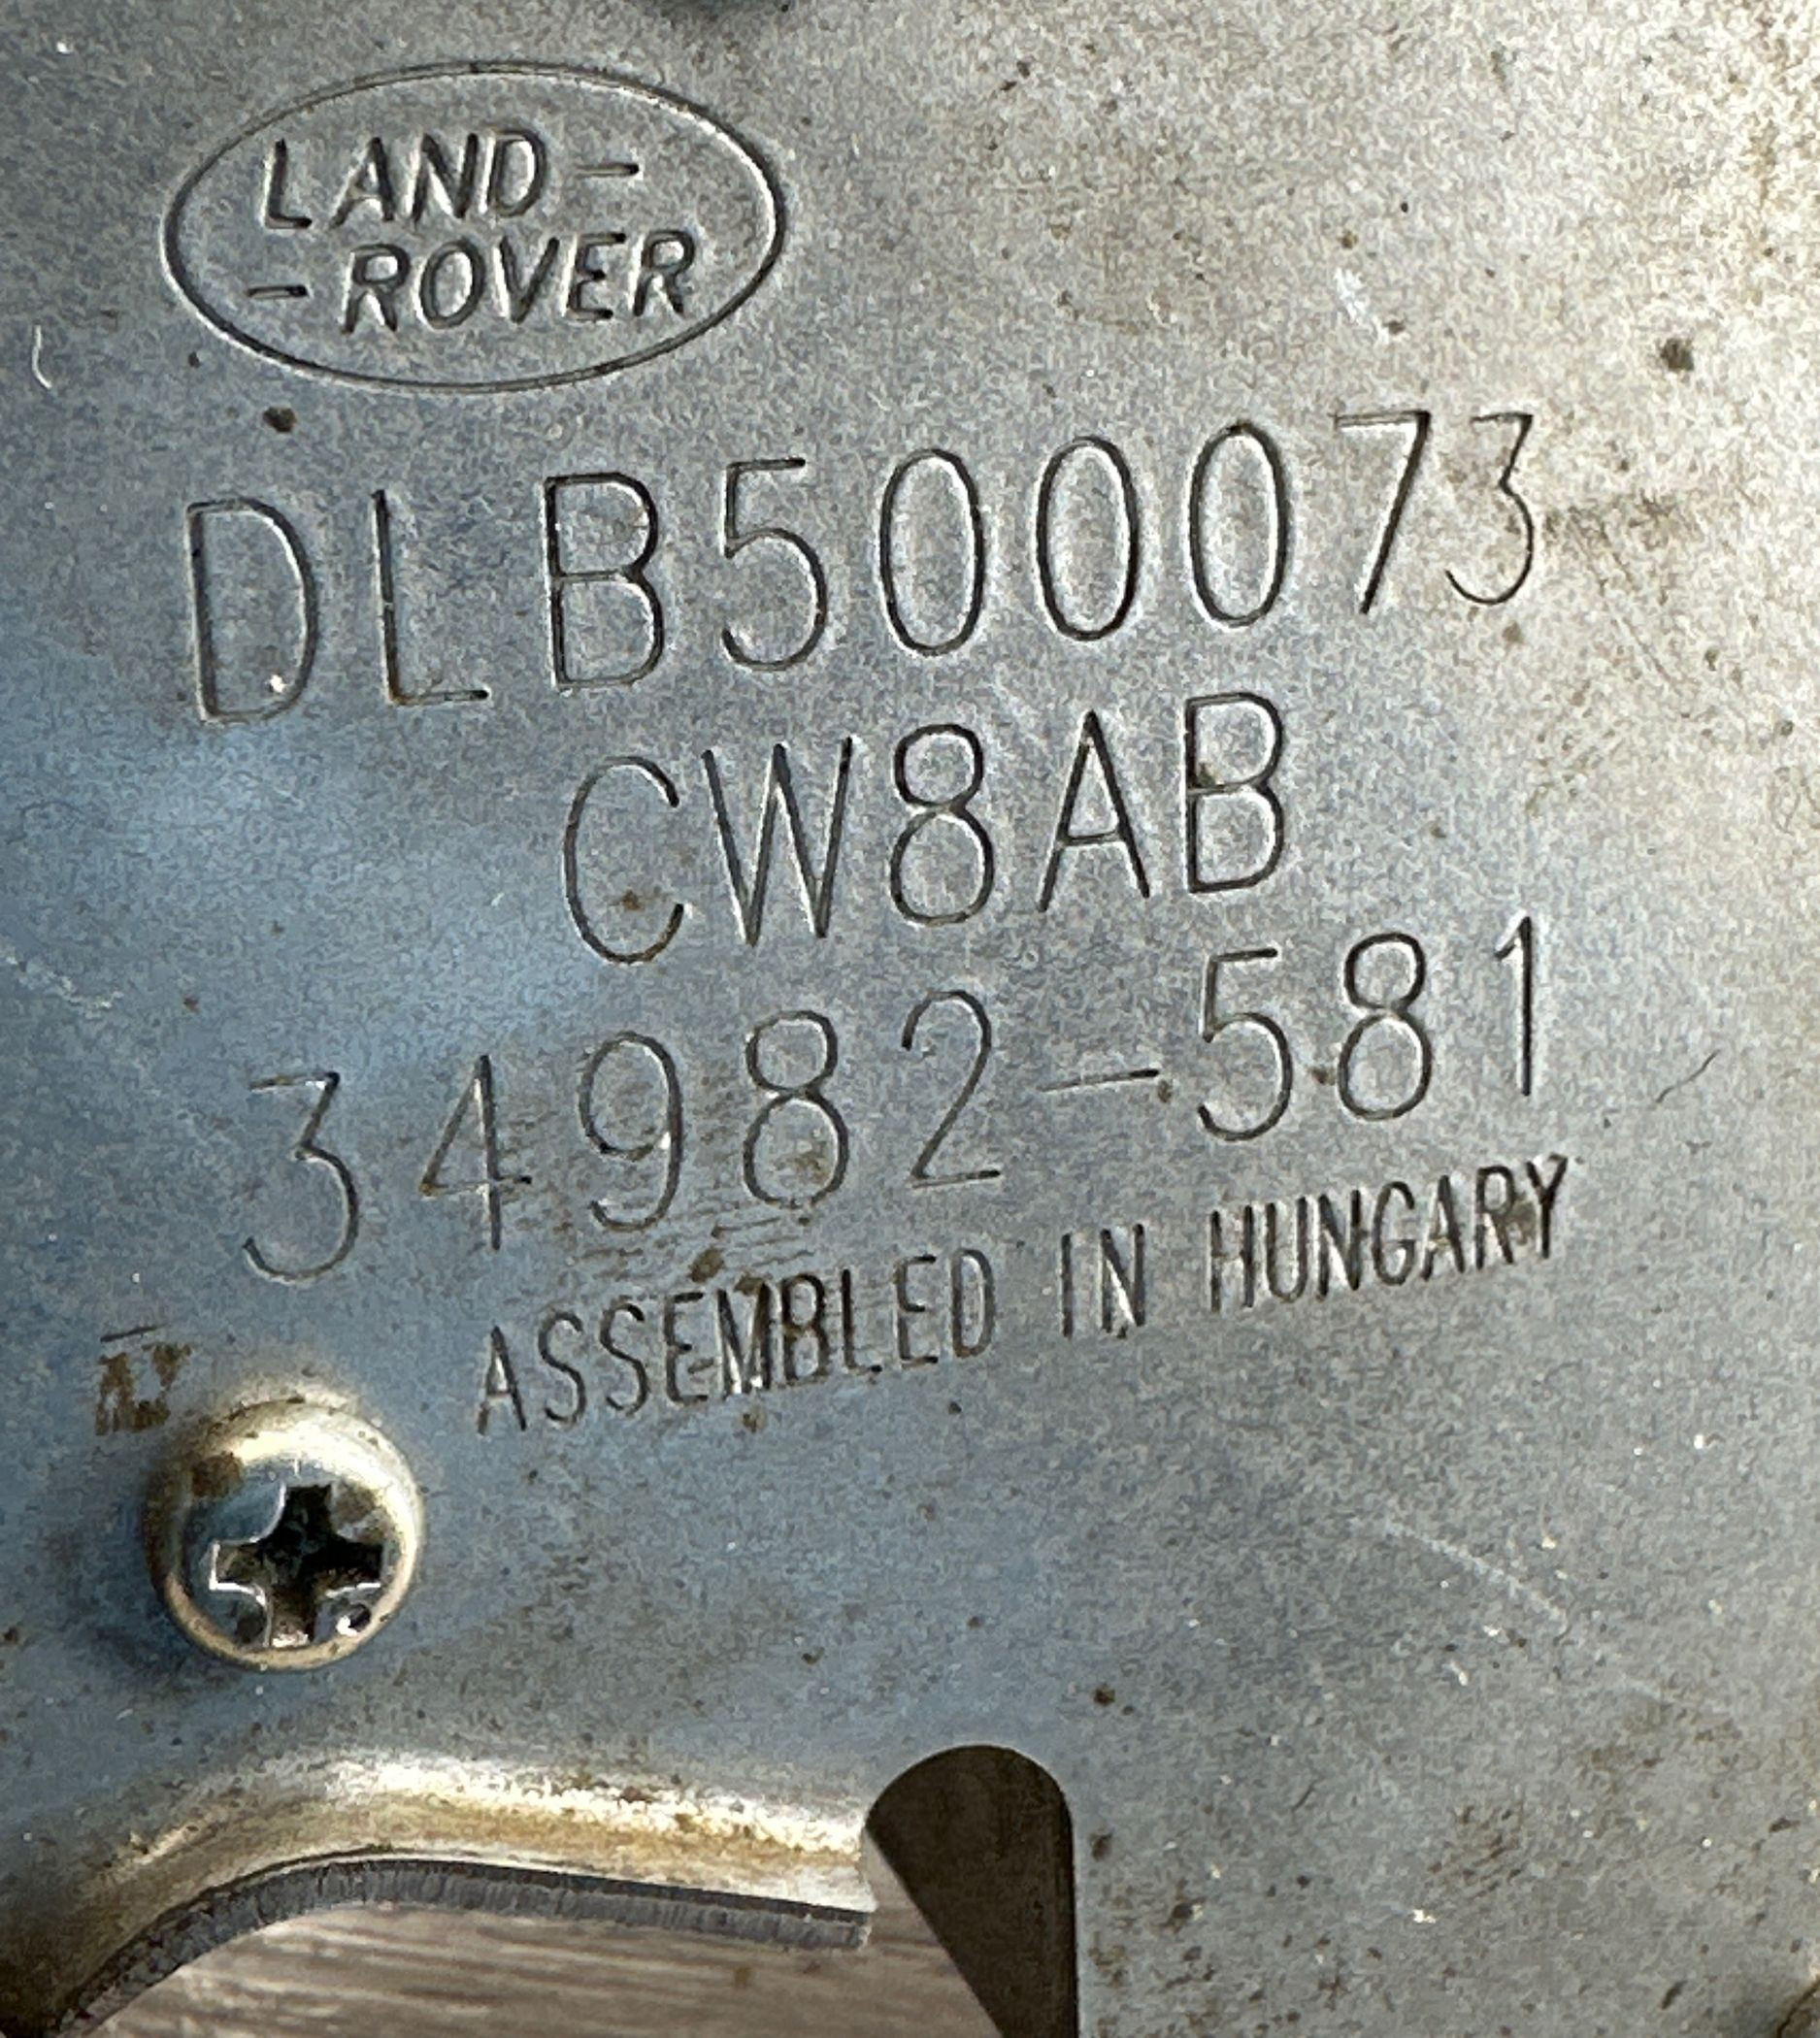 LAND -
- ROVER
DLB500073
CW8AB
34982-581
ASSEMBLED IN HUNGARY